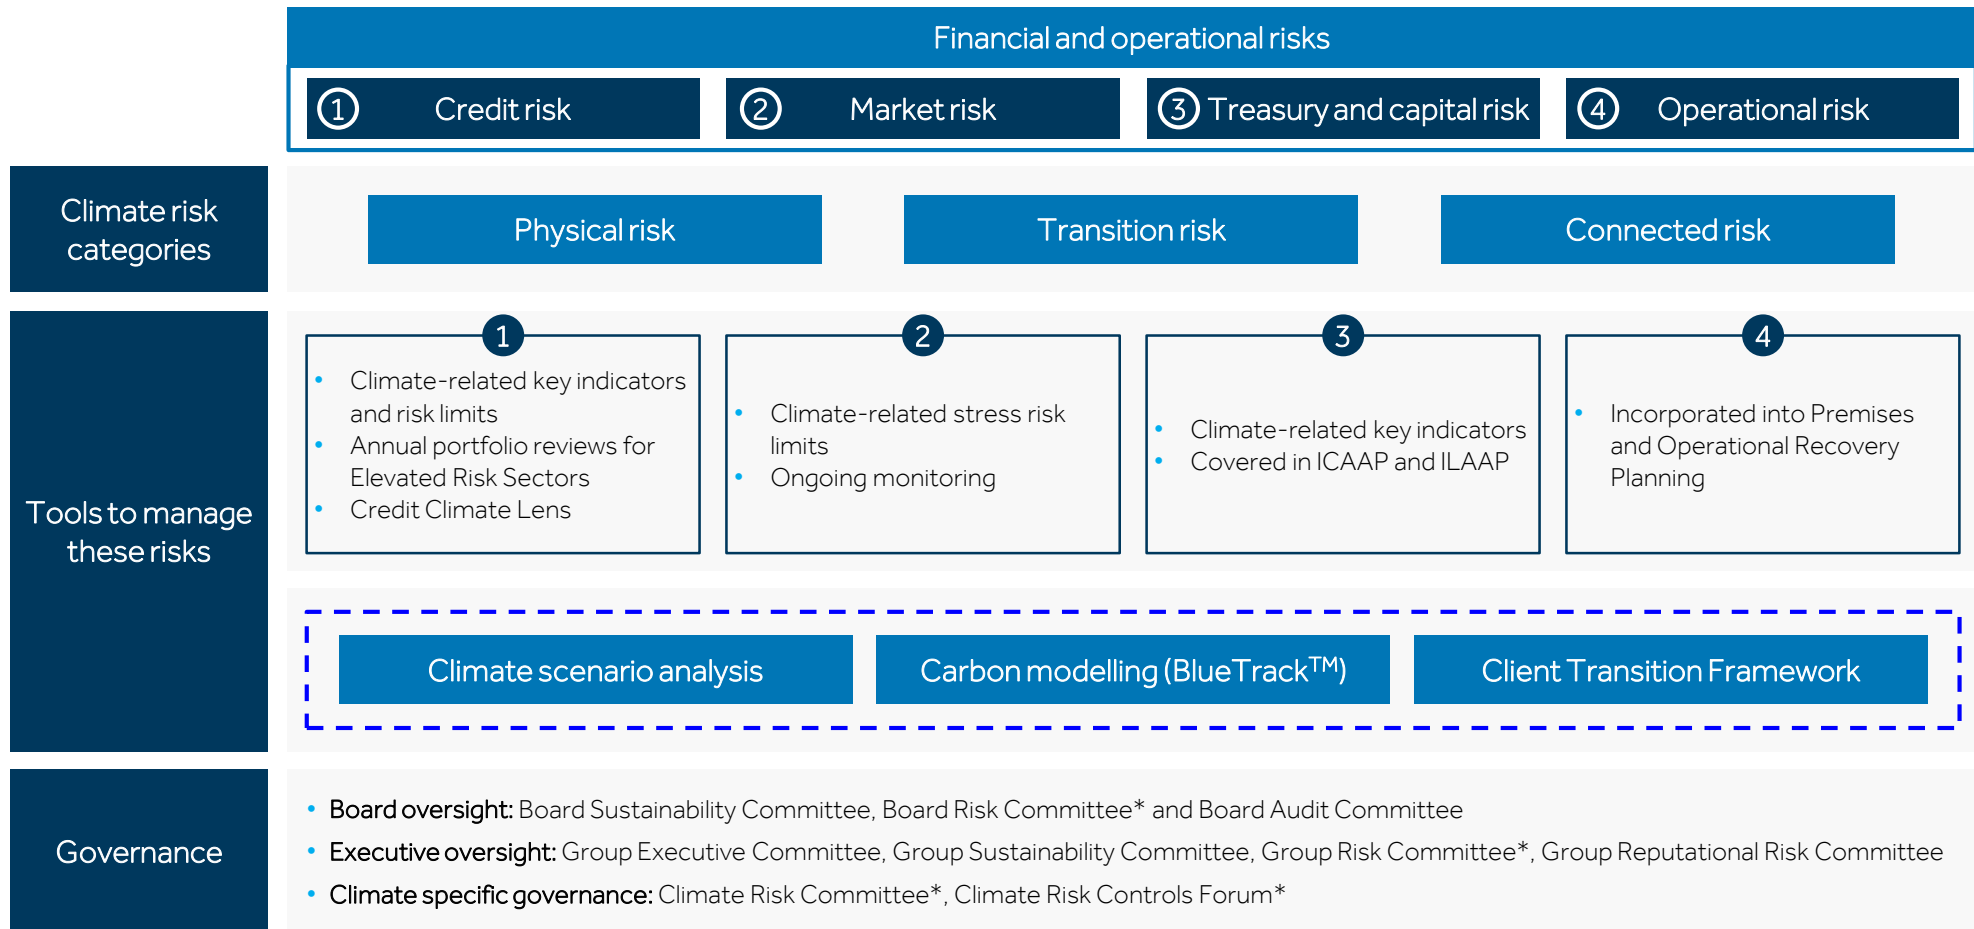 Financial and operational risks
1 Credit risk
2 Market risk
3 Treasury and capital risk
4 Operational risk
Climate risk
categories
Physical risk
Transition risk
Connected risk
Tools to manage
these risks
1
• Climate-related key indicators
and risk limits
• Annual portfolio reviews for
Elevated Risk Sectors
• Credit Climate Lens
2
• Climate-related stress risk
limits
• Ongoing monitoring
3
• Climate-related key indicators
• Covered in ICAAP and ILAAP
4
• Incorporated into Premises
and Operational Recovery
Planning
Climate scenario analysis
Carbon modelling (BlueTrack™)
Client Transition Framework
Governance
• Board oversight: Board Sustainability Committee, Board Risk Committee* and Board Audit Committee
• Executive oversight: Group Executive Committee, Group Sustainability Committee, Group Risk Committee*, Group Reputational Risk Committee
• Climate specific governance: Climate Risk Committee*, Climate Risk Controls Forum*